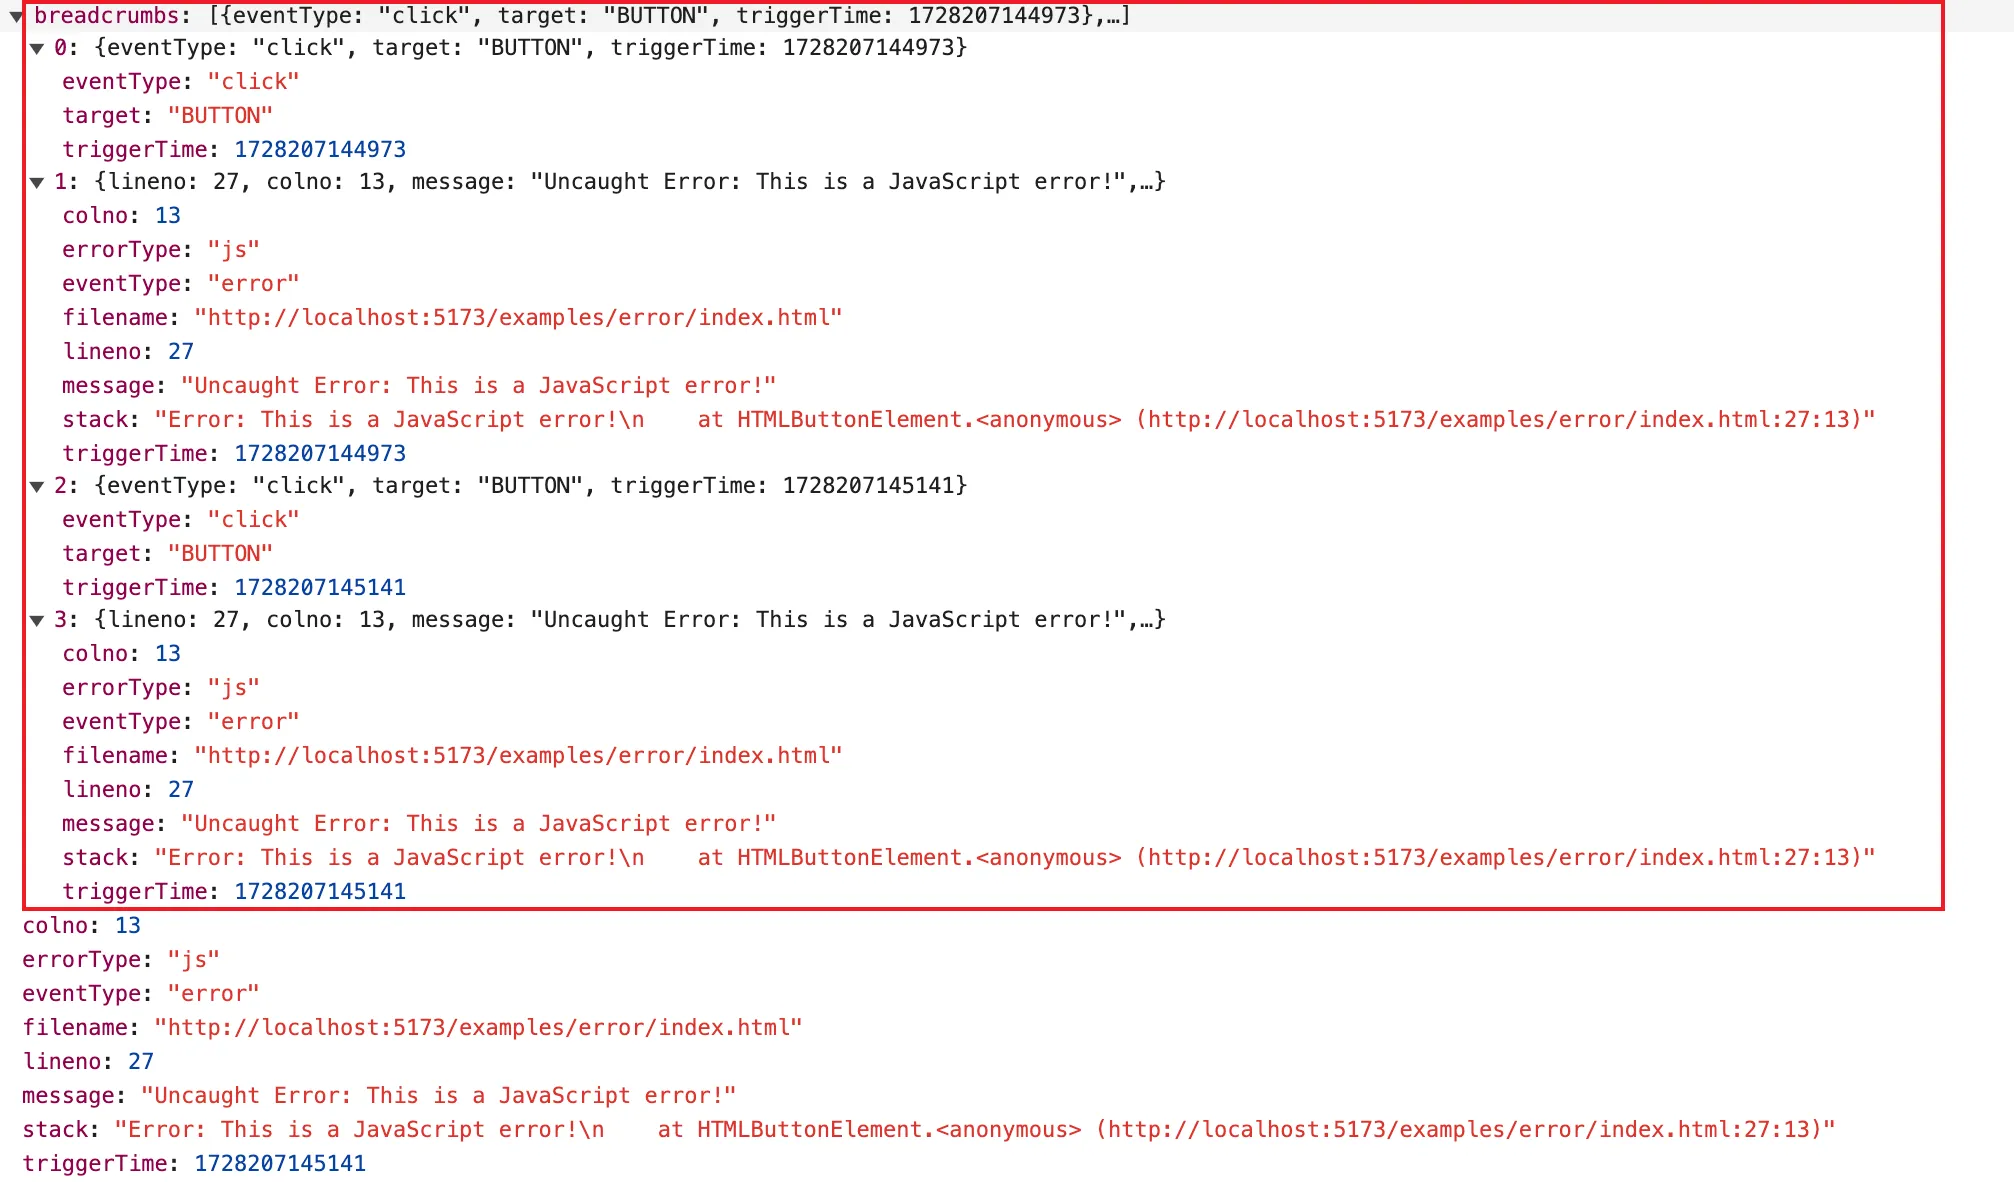 breadcrumbs: [{eventType: "click", target: "BUTTON", triggerTime: 1728207144973},…]
0: {eventType: "click", target: "BUTTON", triggerTime: 1728207144973}
eventType: "click"
target: "BUTTON"
triggerTime: 1728207144973
1: {lineno: 27, colno: 13, message: "Uncaught Error: This is a JavaScript error!",…}
colno: 13
errorType: "js"
eventType: "error"
filename: "http://localhost:5173/examples/error/index.html"
lineno: 27
message: "Uncaught Error: This is a JavaScript error!"
stack: "Error: This is a JavaScript error!\n    at HTMLButtonElement.<anonymous> (http://localhost:5173/examples/error/index.html:27:13)"
triggerTime: 1728207144973
2: {eventType: "click", target: "BUTTON", triggerTime: 1728207145141}
eventType: "click"
target: "BUTTON"
triggerTime: 1728207145141
3: {lineno: 27, colno: 13, message: "Uncaught Error: This is a JavaScript error!",…}
colno: 13
errorType: "js"
eventType: "error"
filename: "http://localhost:5173/examples/error/index.html"
lineno: 27
message: "Uncaught Error: This is a JavaScript error!"
stack: "Error: This is a JavaScript error!\n    at HTMLButtonElement.<anonymous> (http://localhost:5173/examples/error/index.html:27:13)"
triggerTime: 1728207145141
colno: 13
errorType: "js"
eventType: "error"
filename: "http://localhost:5173/examples/error/index.html"
lineno: 27
message: "Uncaught Error: This is a JavaScript error!"
stack: "Error: This is a JavaScript error!\n    at HTMLButtonElement.<anonymous> (http://localhost:5173/examples/error/index.html:27:13)"
triggerTime: 1728207145141